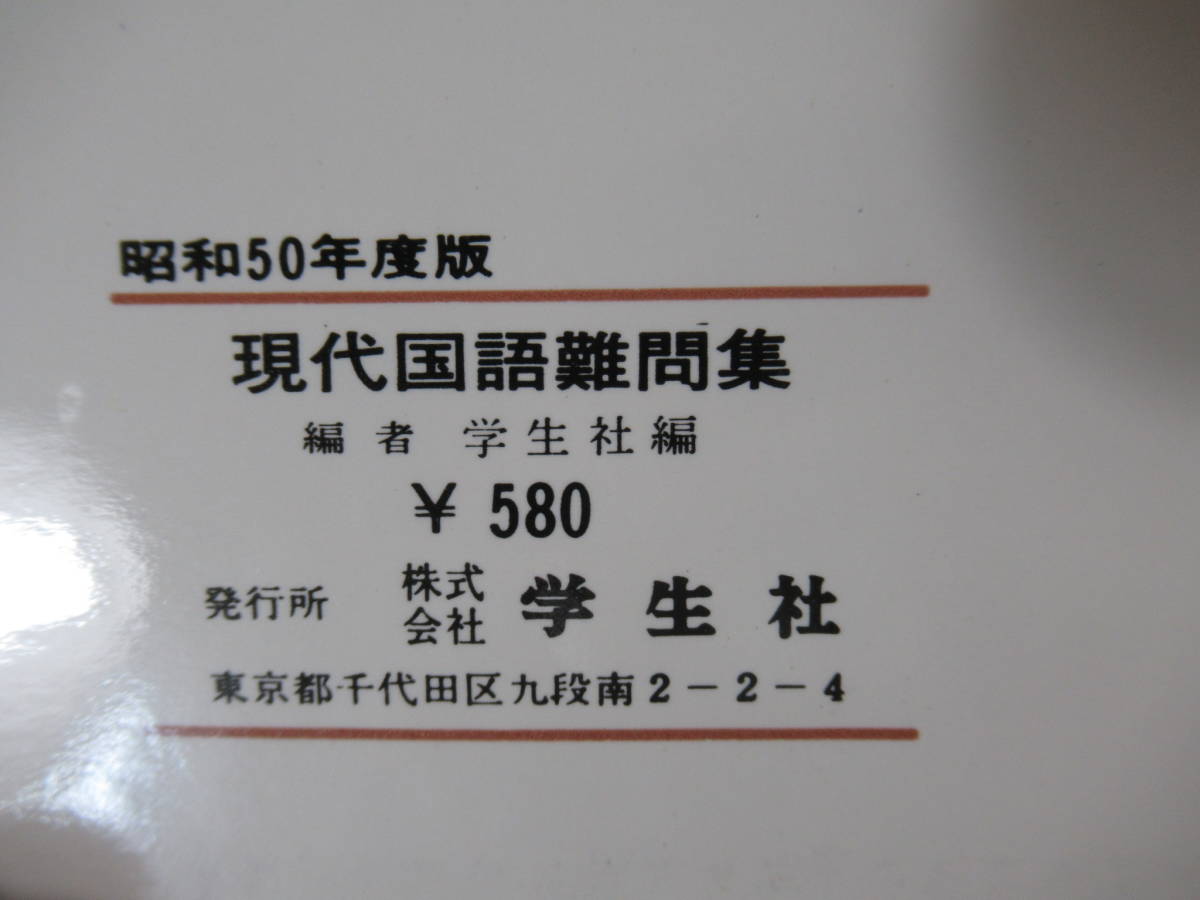 昭和50年度版
現代国語難問集
編者 学生社編
¥ 580
発行所 株式会社 学生社
東京都千代田区九段南2-2-4